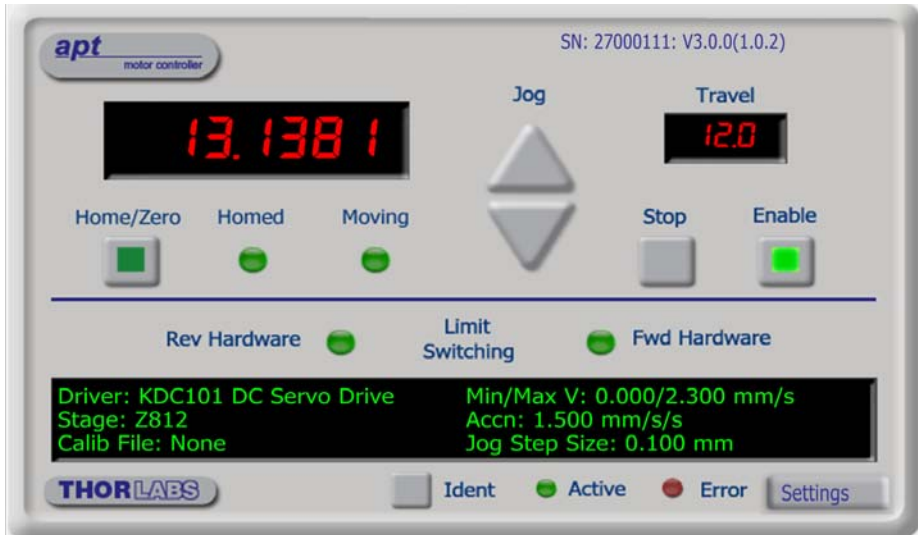 apt
motor controller
SN: 27000111: V3.0.0(1.0.2)
Jog
Travel
13.1381
12.0
Home/Zero
Homed
Moving
Stop
Enable
Rev Hardware
Limit
Switching
Fwd Hardware
Driver: KDC101 DC Servo Drive
Stage: Z812
Calib File: None
Min/Max V: 0.000/2.300 mm/s
Accn: 1.500 mm/s/s
Jog Step Size: 0.100 mm
THORLABS
Ident
Active
Error
Settings